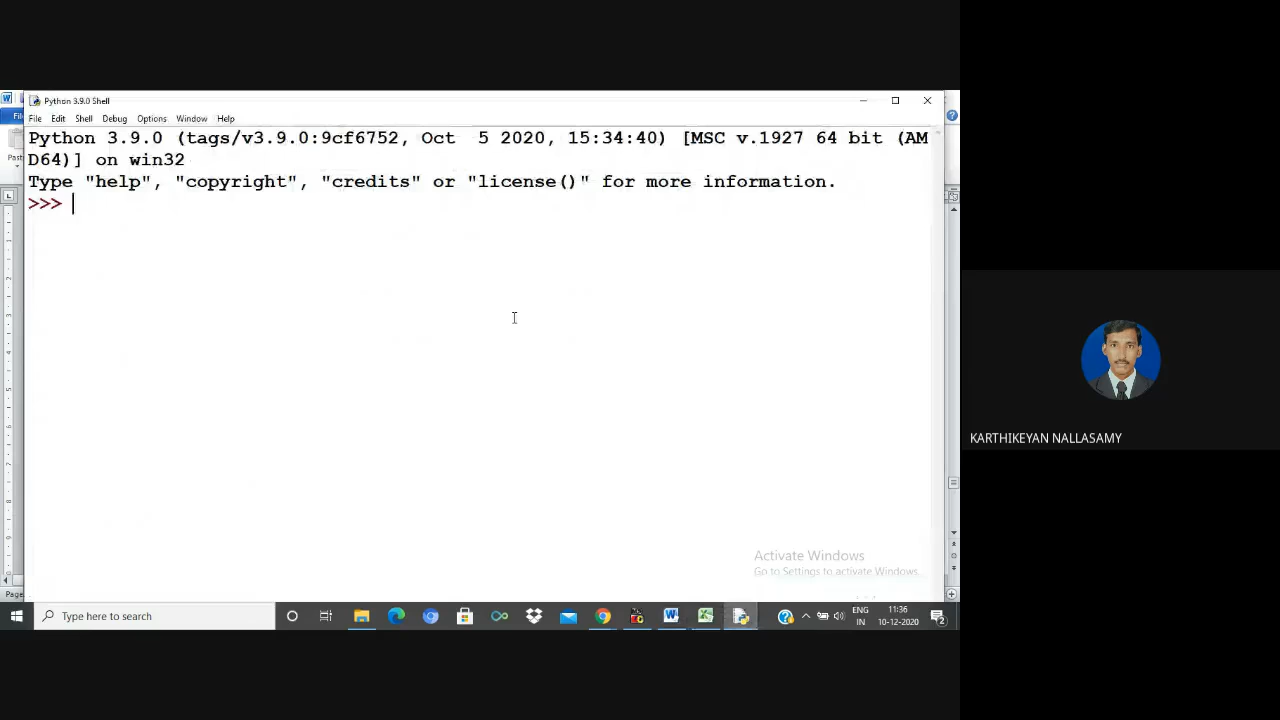 Python 3.9.0 Shell
File Edit Shell Debug Options Window Help
Python 3.9.0 (tags/v3.9.0:9cf6752, Oct  5 2020, 15:34:40) [MSC v.1927 64 bit (AM
D64)] on win32
Type "help", "copyright", "credits" or "license()" for more information.
>>>
KARTHIKEYAN NALLASAMY
Activate Windows
Go to Settings to activate Windows.
Type here to search
ENG
IN
11:36
10-12-2020
2